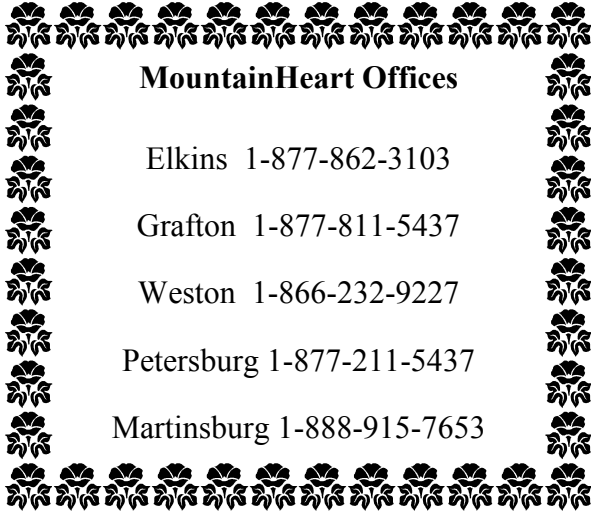 MountainHeart Offices
Elkins 1-877-862-3103
Grafton 1-877-811-5437
Weston 1-866-232-9227
Petersburg 1-877-211-5437
Martinsburg 1-888-915-7653